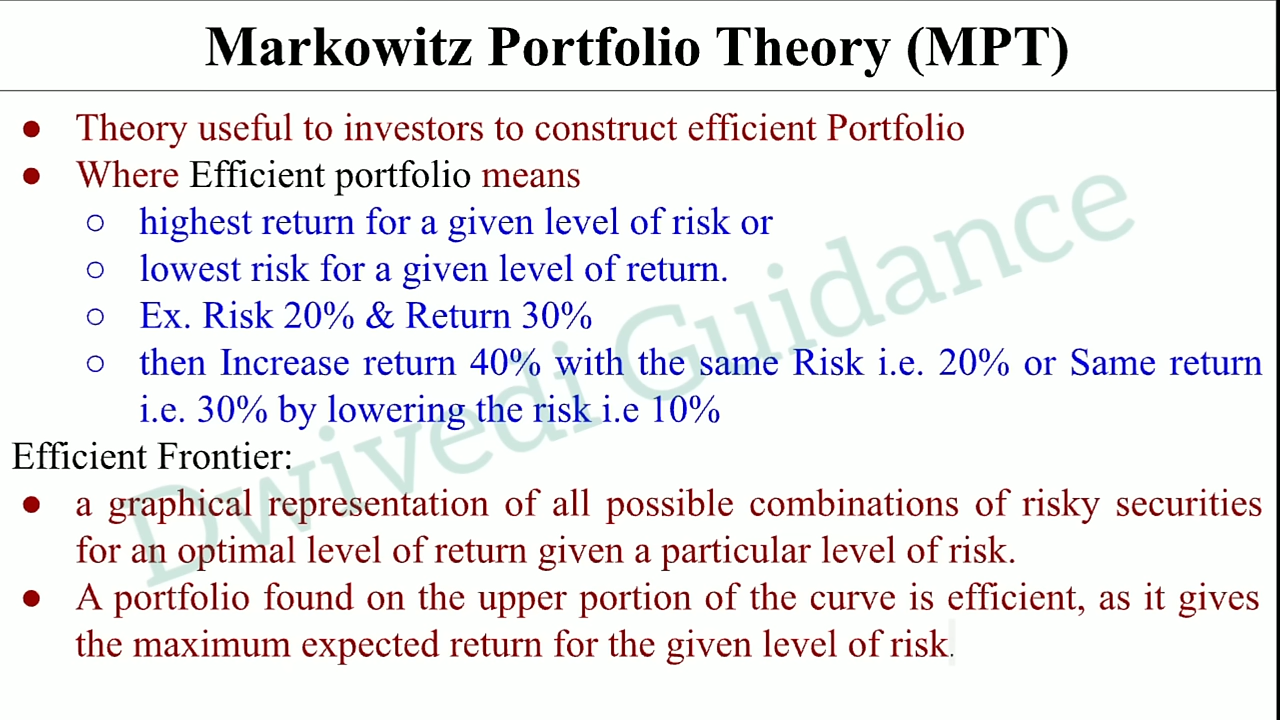 Markowitz Portfolio Theory (MPT)
● Theory useful to investors to construct efficient Portfolio
● Where Efficient portfolio means
○ highest return for a given level of risk or
○ lowest risk for a given level of return.
○ Ex. Risk 20% & Return 30%
○ then Increase return 40% with the same Risk i.e. 20% or Same return
i.e. 30% by lowering the risk i.e 10%
Efficient Frontier:
● a graphical representation of all possible combinations of risky securities
for an optimal level of return given a particular level of risk.
● A portfolio found on the upper portion of the curve is efficient, as it gives
the maximum expected return for the given level of risk.
Dwivedi Guidance